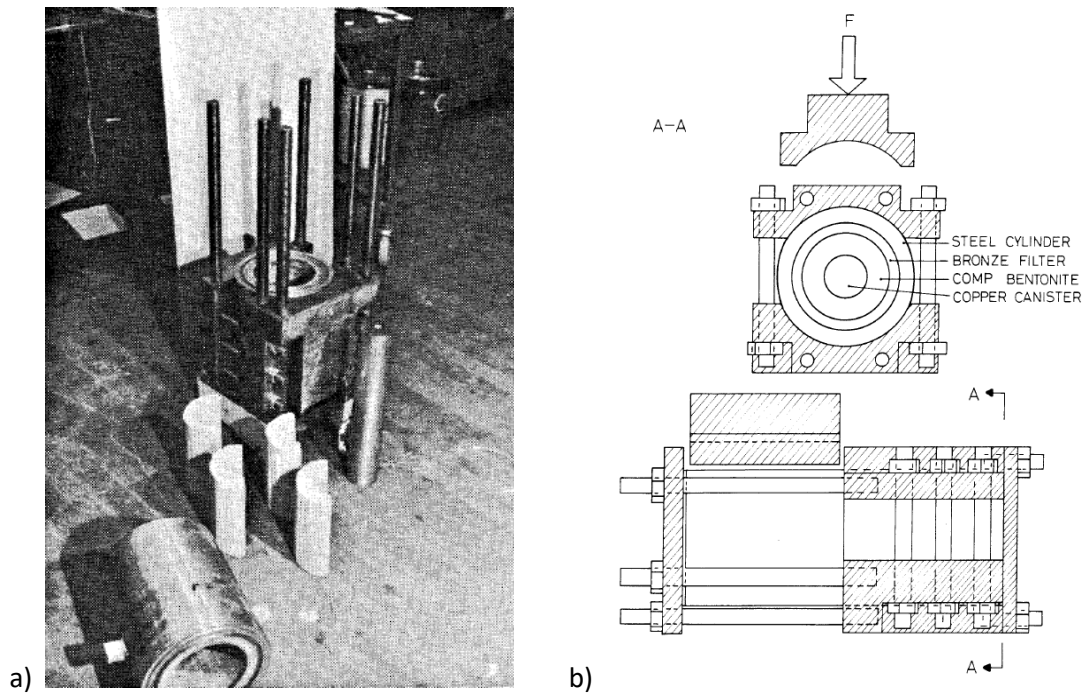 F
A-A
STEEL CYLINDER
BRONZE FILTER
COMP BENTONITE
COPPER CANISTER
A
A
a)
b)